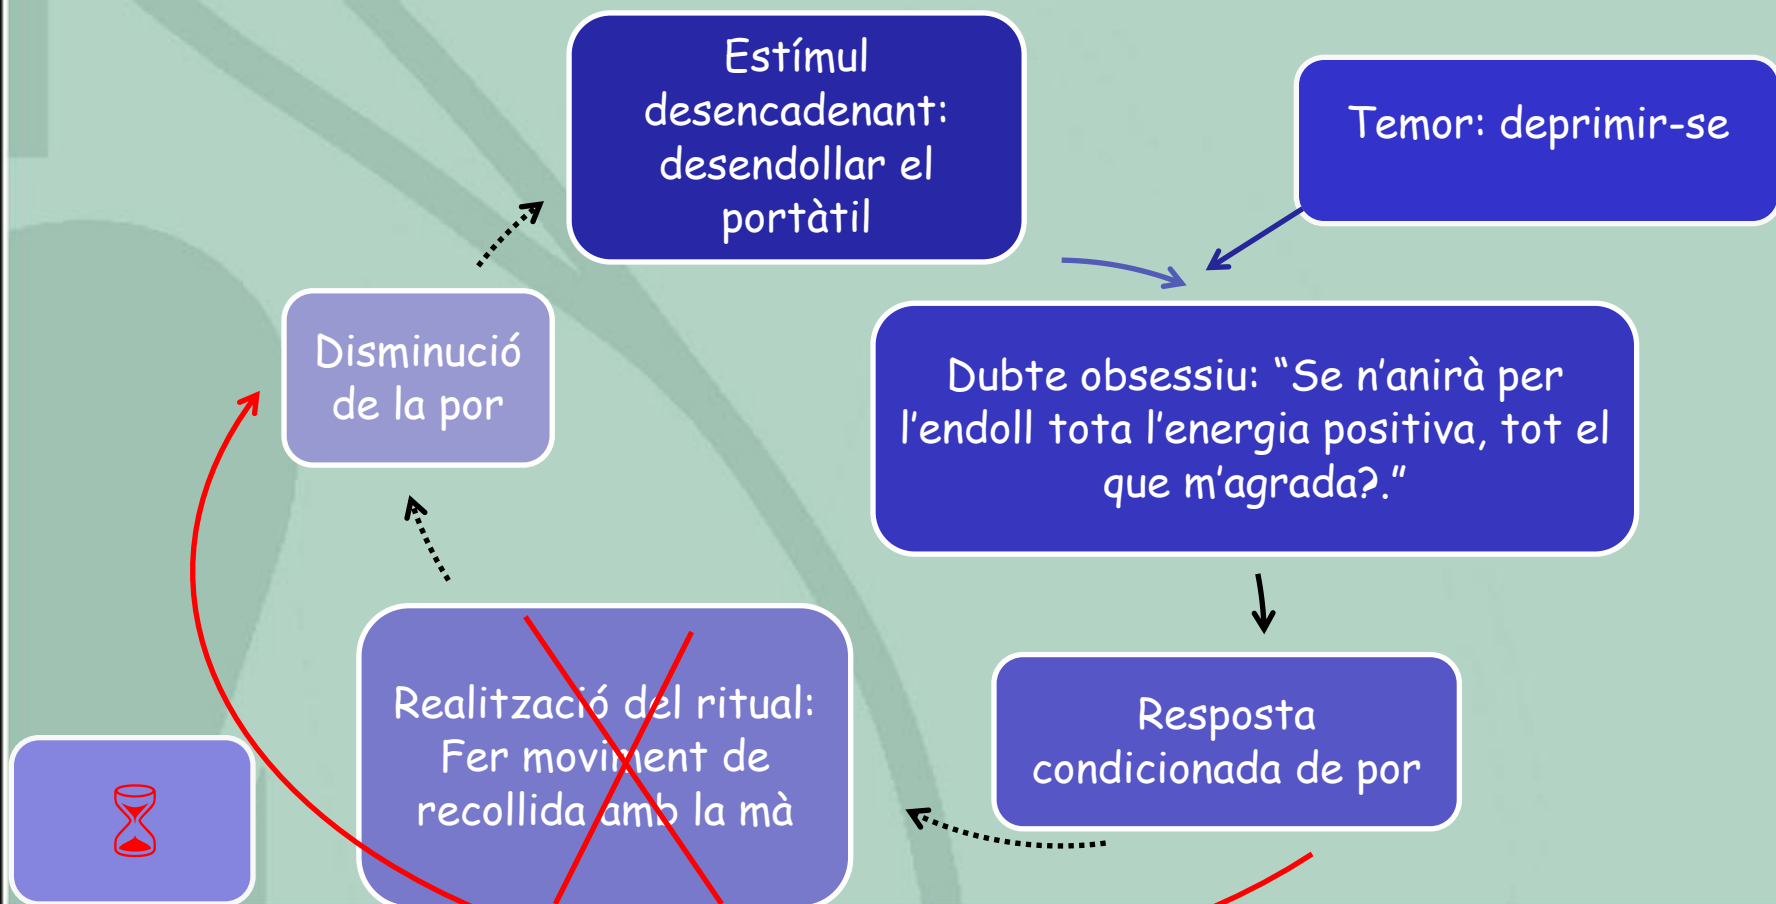 Estímul
desencadenant:
desendollar el
portàtil
Temor: deprimir-se
Dubte obsessiu: “Se n’anirà per
l’endoll tota l’energia positiva, tot el
que m’agrada?.”
Resposta
condicionada de por
Realització del ritual:
Fer moviment de
recollida amb la mà
Disminució
de la por